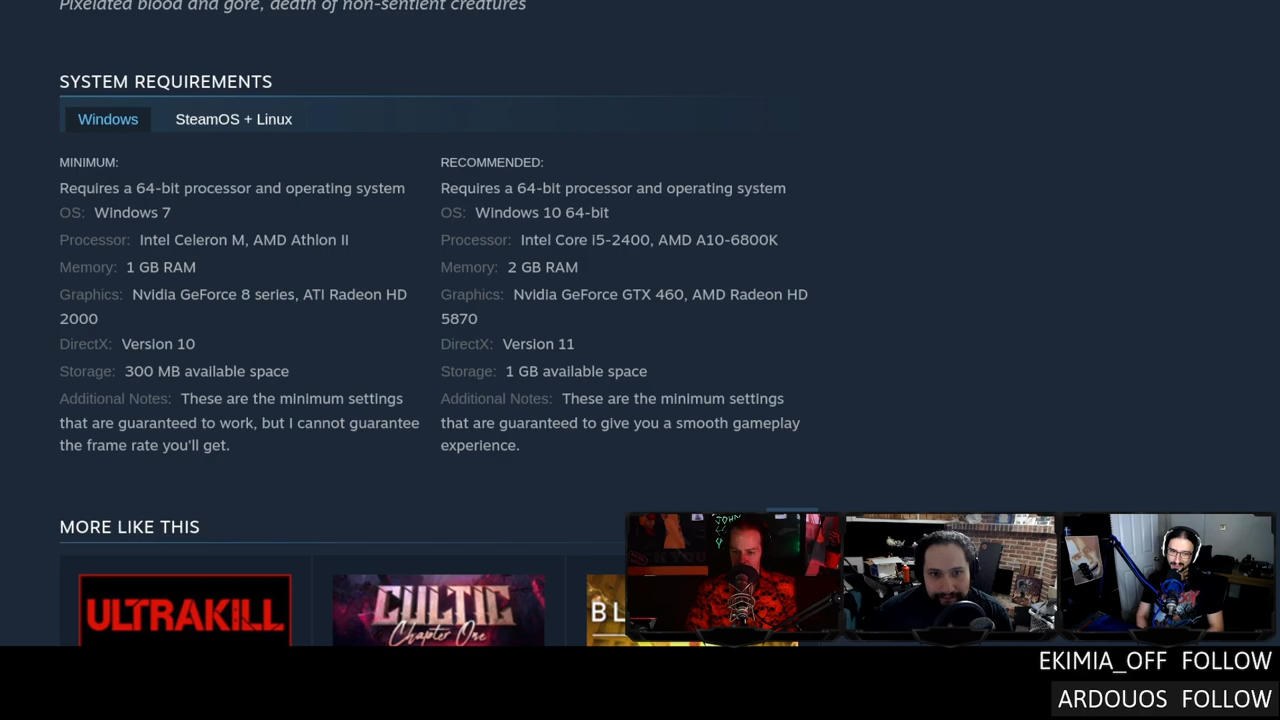 Pixelated blood and gore, death of non-sentient creatures
SYSTEM REQUIREMENTS
Windows
SteamOS + Linux
MINIMUM:
Requires a 64-bit processor and operating system
OS: Windows 7
Processor: Intel Celeron M, AMD Athlon II
Memory: 1 GB RAM
Graphics: Nvidia GeForce 8 series, ATI Radeon HD
2000
DirectX: Version 10
Storage: 300 MB available space
Additional Notes: These are the minimum settings
that are guaranteed to work, but I cannot guarantee
the frame rate you'll get.
RECOMMENDED:
Requires a 64-bit processor and operating system
OS: Windows 10 64-bit
Processor: Intel Core i5-2400, AMD A10-6800K
Memory: 2 GB RAM
Graphics: Nvidia GeForce GTX 460, AMD Radeon HD
5870
DirectX: Version 11
Storage: 1 GB available space
Additional Notes: These are the minimum settings
that are guaranteed to give you a smooth gameplay
experience.
MORE LIKE THIS
ULTRAKILL
CULTIC
Chapter One
BL
EKIMIA_OFF FOLLOW
ARDOUOS FOLLOW